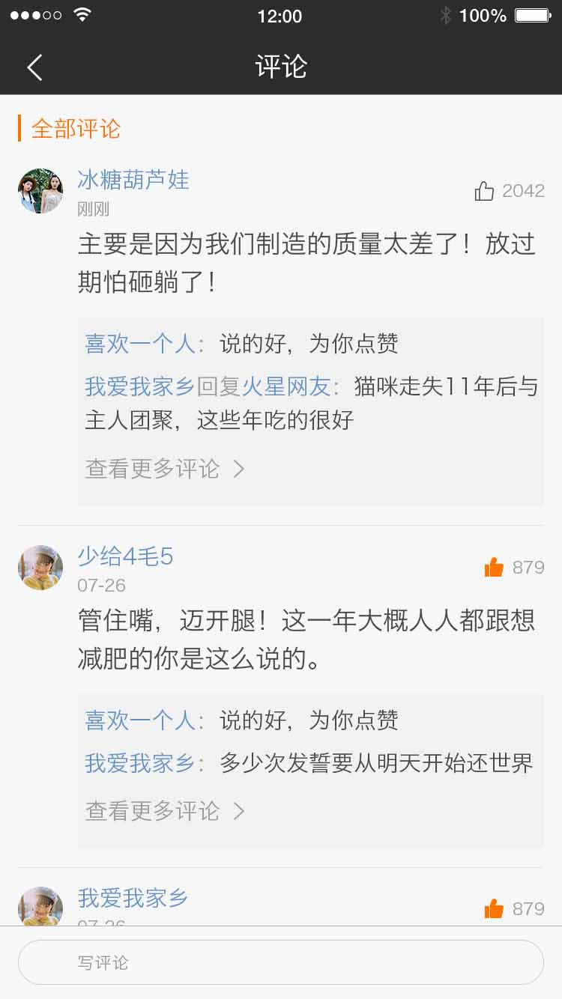 12:00
100%
评论
全部评论
冰糖葫芦娃
2042
刚刚
主要是因为我们制造的质量太差了！放过
期怕砸躺了！
喜欢一个人：说的好，为你点赞
我爱我家乡回复火星网友：猫咪走失11年后与
主人团聚，这些年吃的很好
查看更多评论
少给4毛5
879
07-26
管住嘴，迈开腿！这一年大概人人都跟想
减肥的你是这么说的。
喜欢一个人：说的好，为你点赞
我爱我家乡：多少次发誓要从明天开始还世界
查看更多评论
我爱我家乡
879
07-26
写评论